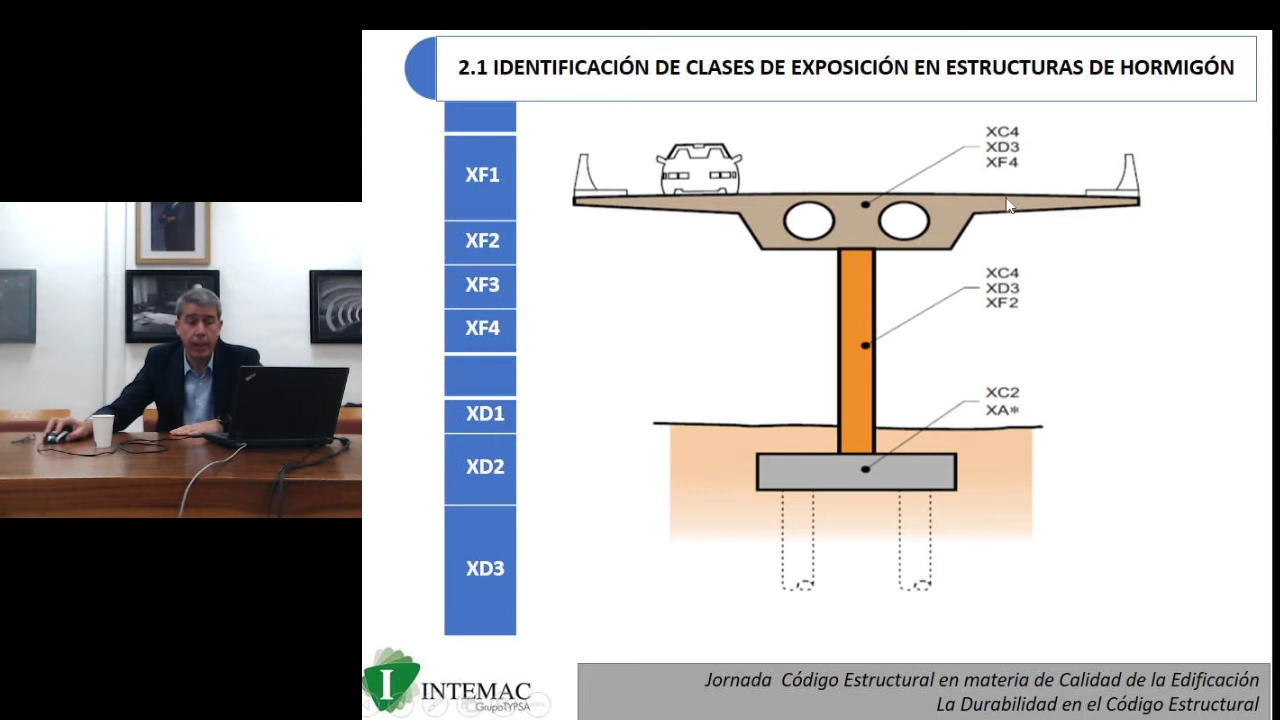 2.1 IDENTIFICACIÓN DE CLASES DE EXPOSICIÓN EN ESTRUCTURAS DE HORMIGÓN
XF1
XF2
XF3
XF4
XD1
XD2
XD3
XC4
XD3
XF4
XC4
XD3
XF2
XC2
XA*
I INTEMAC
GrupoTYPSA
Jornada Código Estructural en materia de Calidad de la Edificación
La Durabilidad en el Código Estructural